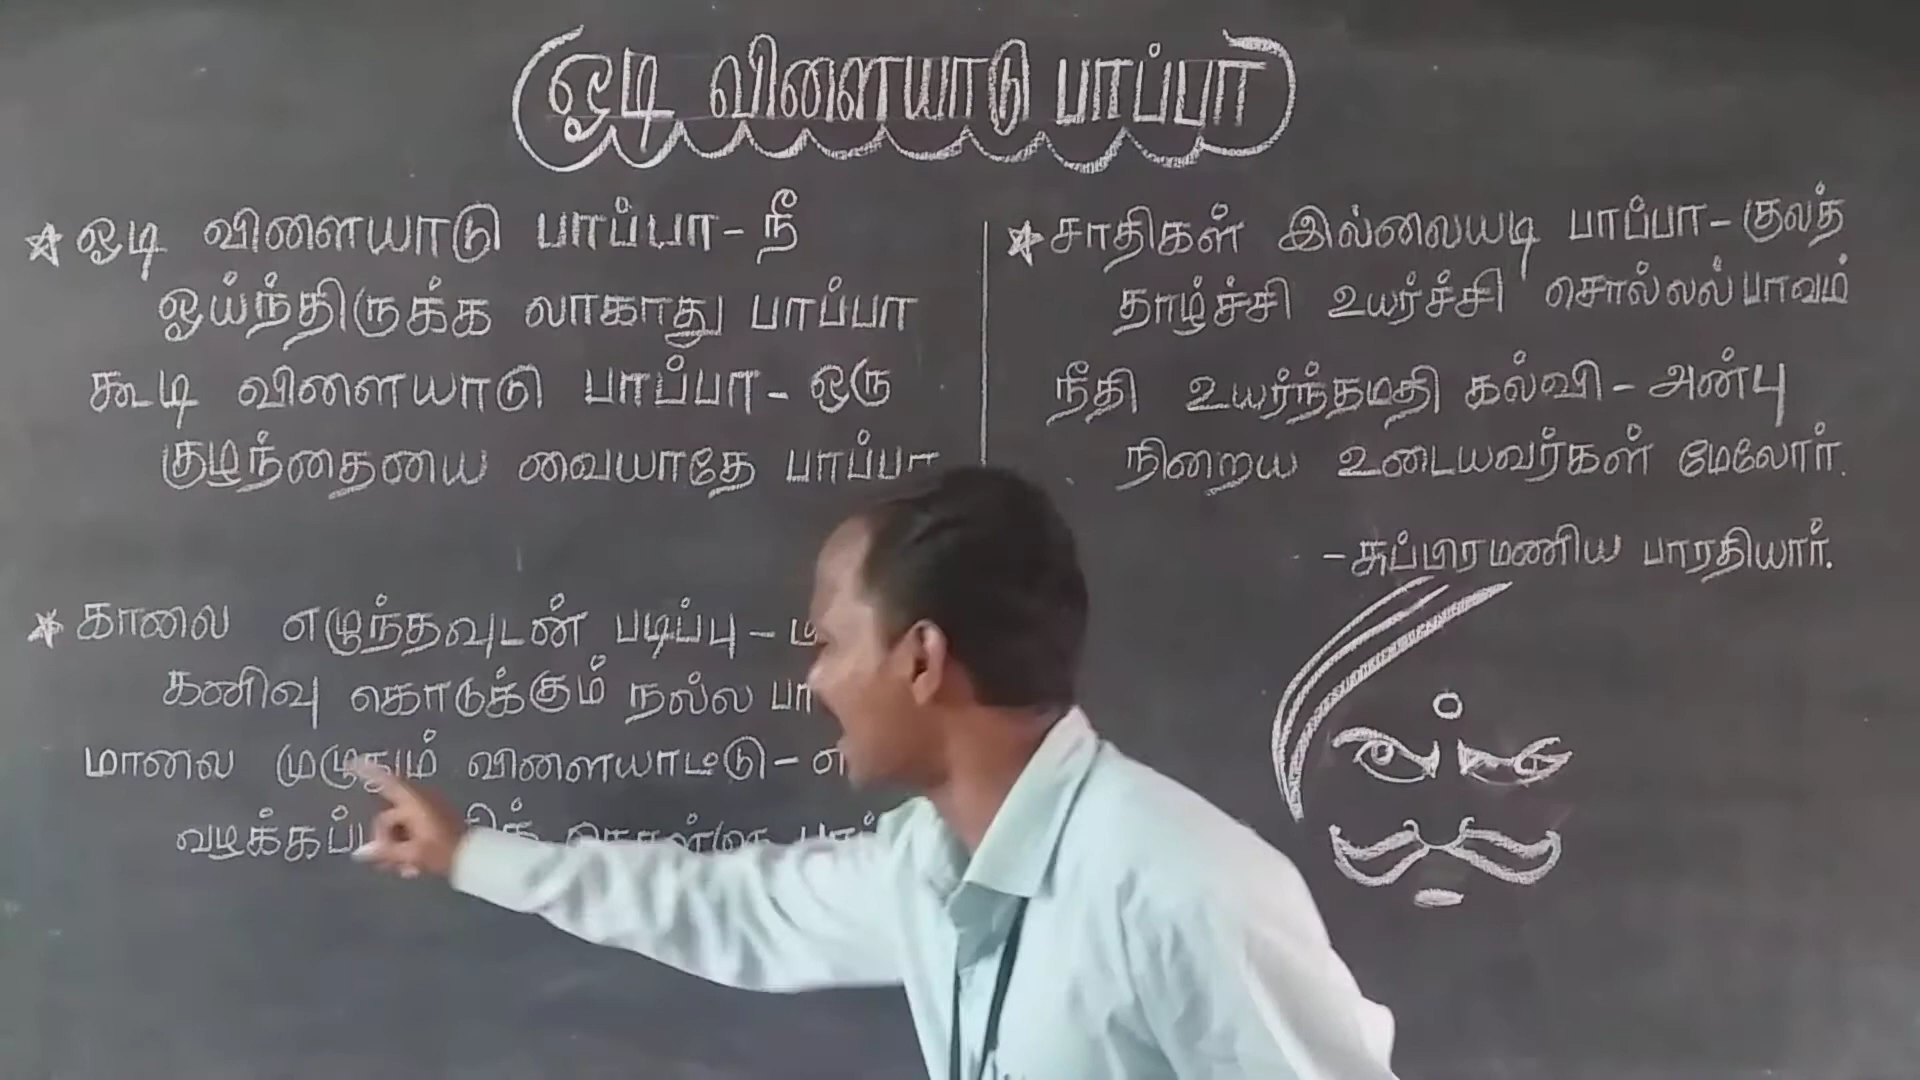 ஓடி விளையாடு பாப்பா
ஓடி விளையாடு பாப்பா - நீ
ஓய்ந்திருக்க லாகாது பாப்பா
கூடி விளையாடு பாப்பா - ஒரு
குழந்தையை வையாதே பாப்பா
காலை எழுந்தவுடன் படிப்பு -
கனிவு கொடுக்கும் நல்ல
மாலை முழுதும் விளையாட்டு -
சாதிகள் இல்லையடி பாப்பா - குலத்
தாழ்ச்சி உயர்ச்சி சொல்லல் பாவம்
நீதி உயர்ந்தமதி கல்வி - அன்பு
நிறைய உடையவர்கள் மேலோர்.
- சுப்பிரமணிய பாரதியார்.